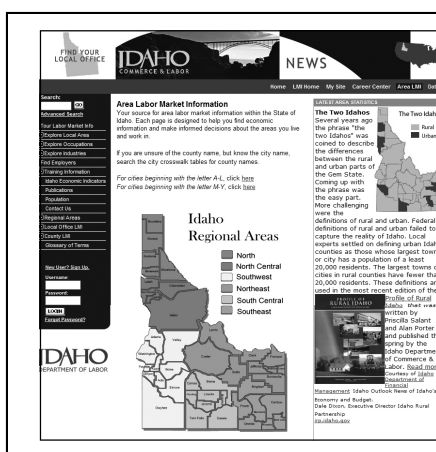 FIND YOUR
LOCAL OFFICE
IDAHO
COMMERCE & LABOR
NEWS
Home LMI Home My Site Career Center Area LMI
Search:
GO
Advanced Search
Your Labor Market Info
Explore Local Area
Explore Occupations
Explore Industries
Find Employers
Training Information
Idaho Economic Indicators
Publications
Population
Contact Us
Regional Areas
Local Office LMI
County LMI
Glossary of Terms
New User? Sign Up.
Username:
Password:
LOGIN
Forgot Password?
IDAHO
DEPARTMENT OF LABOR
Area Labor Market Information
Your source for area labor market information within the State of
Idaho. Each page is designed to help you find economic
information and make informed decisions about the areas you live
and work in.
If you are unsure of the county name, but know the city name,
search the city crosswalk tables for county names.
For cities beginning with the letter A-L, click here
For cities beginning with the letter M-Y, click here
Idaho
Regional Areas
North
North Central
Southwest
Northeast
South Central
Southeast
LATEST AREA STATISTICS
The Two Idahos
Several years ago
the phrase "the
two Idahos" was
coined to describe
the differences
between the rural
and urban parts of
the Gem State.
Coming up with
the phrase was
the easy part.
More challenging
were the
definitions of rural and urban. Federal
definitions of rural and urban failed to
capture the reality of Idaho. Local
experts settled on defining urban Idah
counties as those whose largest town
or city has a population of a least
20,000 residents. The largest towns o
cities in rural counties have fewer tha
20,000 residents. These definitions ar
used in the most recent edition of the
The Two Idah
Rural
Urban
PROFILE OF
RURAL IDAHO
Profile of Rural
Idaho that was
written by
Priscilla Salant
and Alan Porter
and published th
spring by the
Idaho Departme
of Commerce &
Labor. Read mor
Courtesy of Idaho
Department of
Financial
Management Idaho Outlook News of Idaho's
Economy and Budget,
Dale Dixon, Executive Director Idaho Rural
Partnership
irp.idaho.gov